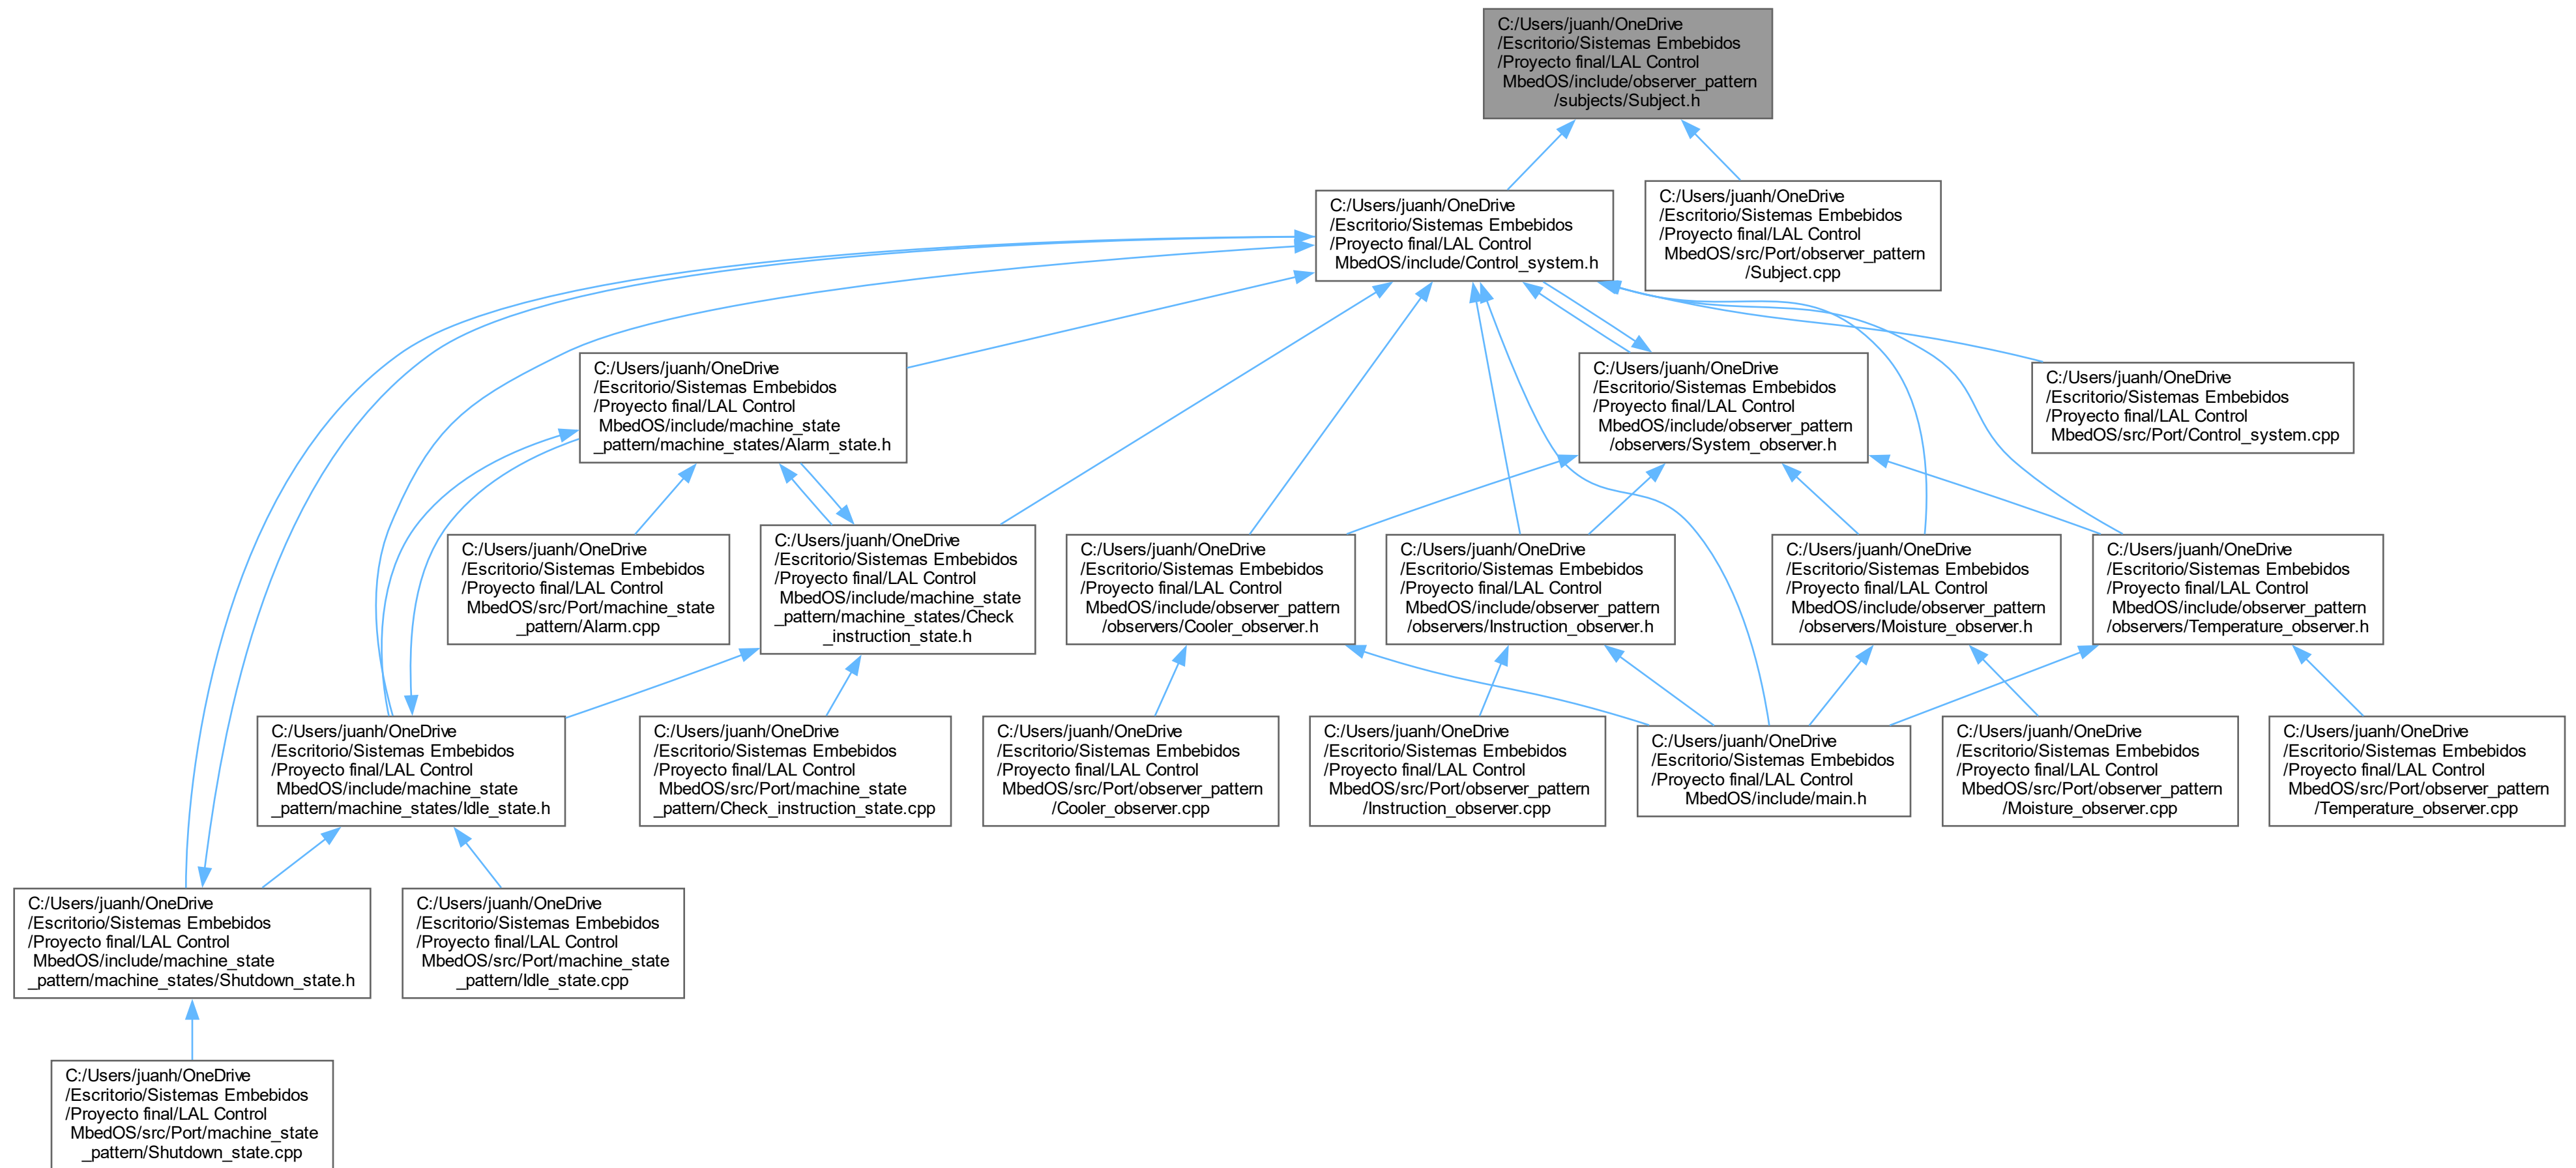 C:/Users/juanh/OneDrive
/Escritorio/Sistemas Embebidos
/Proyecto final/LAL Control
MbedOS/include/observer_pattern
/subjects/Subject.h
C:/Users/juanh/OneDrive
/Escritorio/Sistemas Embebidos
/Proyecto final/LAL Control
MbedOS/include/Control_system.h
C:/Users/juanh/OneDrive
/Escritorio/Sistemas Embebidos
/Proyecto final/LAL Control
MbedOS/src/Port/observer_pattern
/Subject.cpp
C:/Users/juanh/OneDrive
/Escritorio/Sistemas Embebidos
/Proyecto final/LAL Control
MbedOS/include/machine_state
_pattern/machine_states/Alarm_state.h
C:/Users/juanh/OneDrive
/Escritorio/Sistemas Embebidos
/Proyecto final/LAL Control
MbedOS/include/observer_pattern
/observers/System_observer.h
C:/Users/juanh/OneDrive
/Escritorio/Sistemas Embebidos
/Proyecto final/LAL Control
MbedOS/src/Port/Control_system.cpp
C:/Users/juanh/OneDrive
/Escritorio/Sistemas Embebidos
/Proyecto final/LAL Control
MbedOS/src/Port/machine_state
_pattern/Alarm.cpp
C:/Users/juanh/OneDrive
/Escritorio/Sistemas Embebidos
/Proyecto final/LAL Control
MbedOS/include/machine_state
_pattern/machine_states/Check
_instruction_state.h
C:/Users/juanh/OneDrive
/Escritorio/Sistemas Embebidos
/Proyecto final/LAL Control
MbedOS/include/observer_pattern
/observers/Cooler_observer.h
C:/Users/juanh/OneDrive
/Escritorio/Sistemas Embebidos
/Proyecto final/LAL Control
MbedOS/include/observer_pattern
/observers/Instruction_observer.h
C:/Users/juanh/OneDrive
/Escritorio/Sistemas Embebidos
/Proyecto final/LAL Control
MbedOS/include/observer_pattern
/observers/Moisture_observer.h
C:/Users/juanh/OneDrive
/Escritorio/Sistemas Embebidos
/Proyecto final/LAL Control
MbedOS/include/observer_pattern
/observers/Temperature_observer.h
C:/Users/juanh/OneDrive
/Escritorio/Sistemas Embebidos
/Proyecto final/LAL Control
MbedOS/include/machine_state
_pattern/machine_states/Idle_state.h
C:/Users/juanh/OneDrive
/Escritorio/Sistemas Embebidos
/Proyecto final/LAL Control
MbedOS/src/Port/machine_state
_pattern/Check_instruction_state.cpp
C:/Users/juanh/OneDrive
/Escritorio/Sistemas Embebidos
/Proyecto final/LAL Control
MbedOS/src/Port/observer_pattern
/Cooler_observer.cpp
C:/Users/juanh/OneDrive
/Escritorio/Sistemas Embebidos
/Proyecto final/LAL Control
MbedOS/src/Port/observer_pattern
/Instruction_observer.cpp
C:/Users/juanh/OneDrive
/Escritorio/Sistemas Embebidos
/Proyecto final/LAL Control
MbedOS/include/main.h
C:/Users/juanh/OneDrive
/Escritorio/Sistemas Embebidos
/Proyecto final/LAL Control
MbedOS/src/Port/observer_pattern
/Moisture_observer.cpp
C:/Users/juanh/OneDrive
/Escritorio/Sistemas Embebidos
/Proyecto final/LAL Control
MbedOS/src/Port/observer_pattern
/Temperature_observer.cpp
C:/Users/juanh/OneDrive
/Escritorio/Sistemas Embebidos
/Proyecto final/LAL Control
MbedOS/include/machine_state
_pattern/machine_states/Shutdown_state.h
C:/Users/juanh/OneDrive
/Escritorio/Sistemas Embebidos
/Proyecto final/LAL Control
MbedOS/src/Port/machine_state
_pattern/Idle_state.cpp
C:/Users/juanh/OneDrive
/Escritorio/Sistemas Embebidos
/Proyecto final/LAL Control
MbedOS/src/Port/machine_state
_pattern/Shutdown_state.cpp